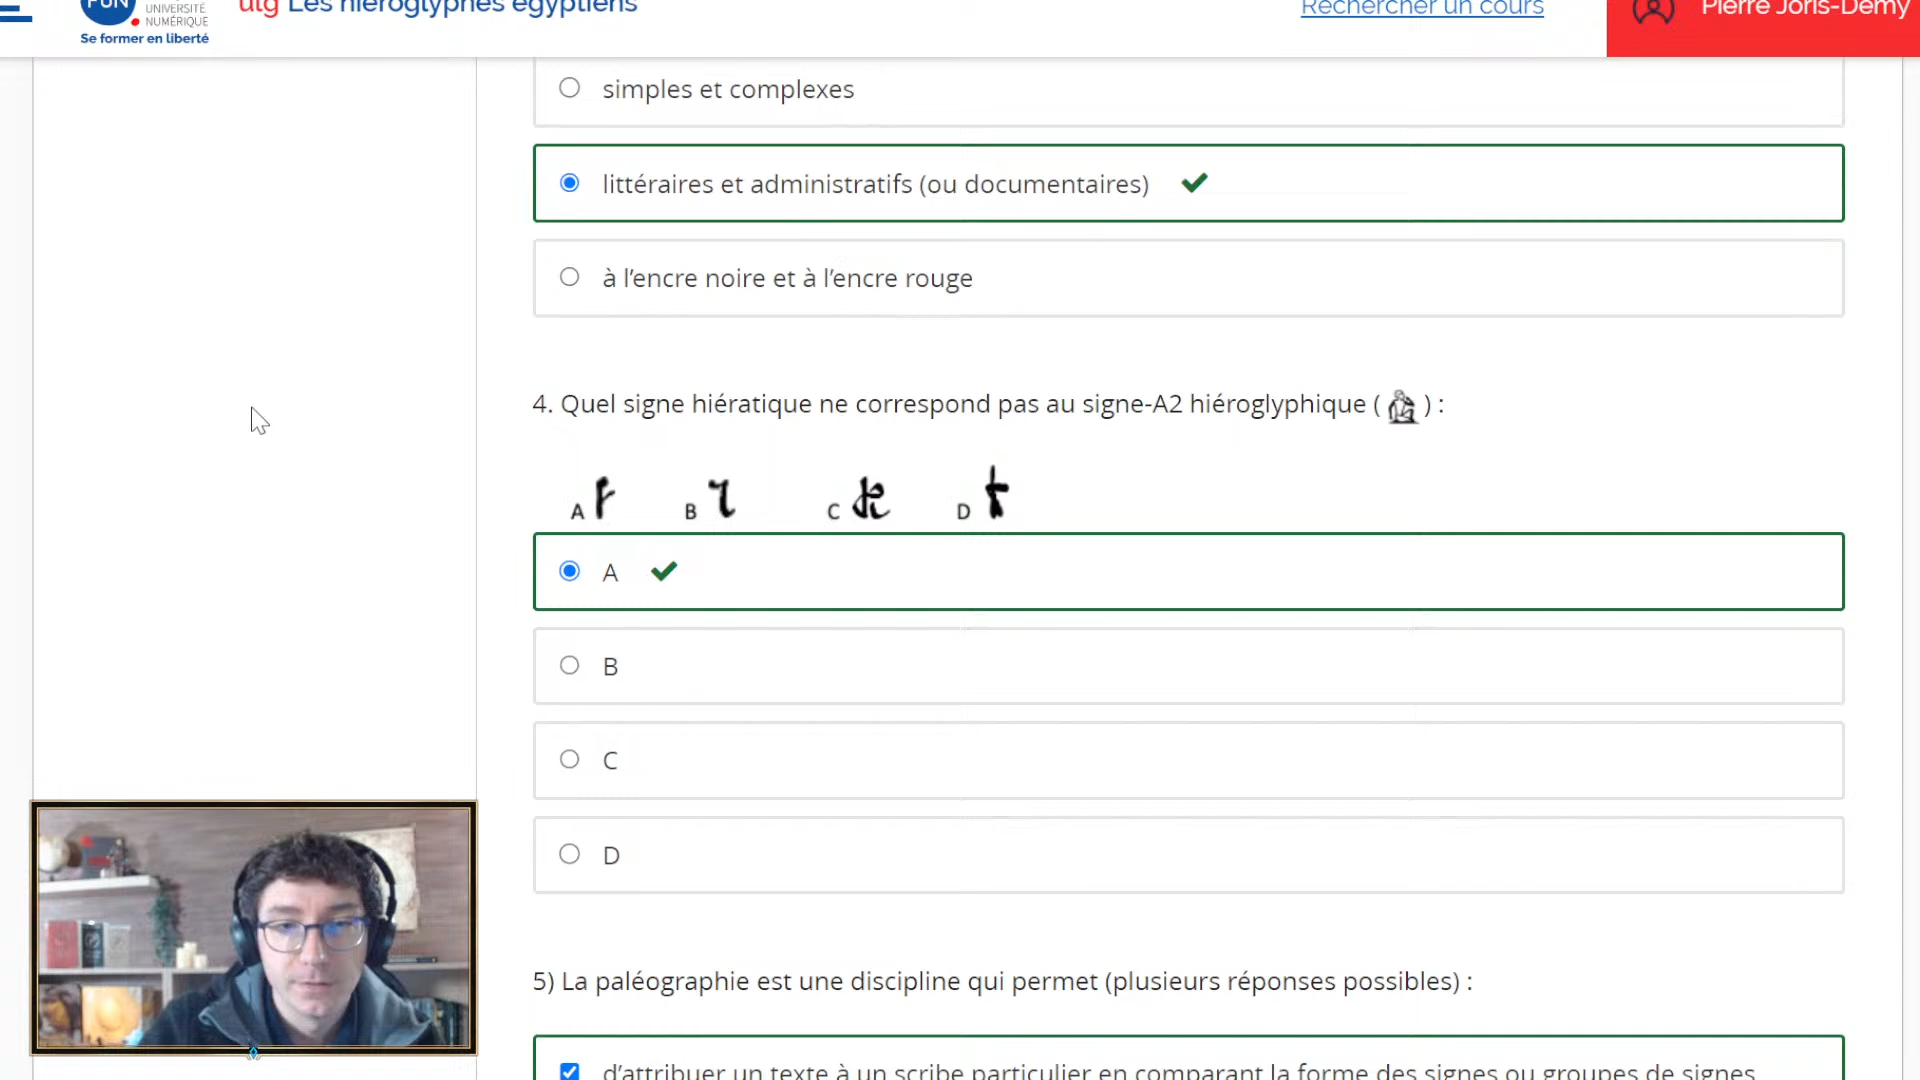 FUN UNIVERSITÉ
NUMÉRIQUE
Se former en liberté
ulg Les hiéroglyphes égyptiens
Rechercher un cours
Pierre Joris-Demy
simples et complexes
littéraires et administratifs (ou documentaires)
à l’encre noire et à l’encre rouge
4. Quel signe hiératique ne correspond pas au signe-A2 hiéroglyphique ( ) :
A B C D
A
B
C
D
5) La paléographie est une discipline qui permet (plusieurs réponses possibles) :
d’attribuer un texte à un scribe particulier en comparant la forme des signes ou groupes de signes